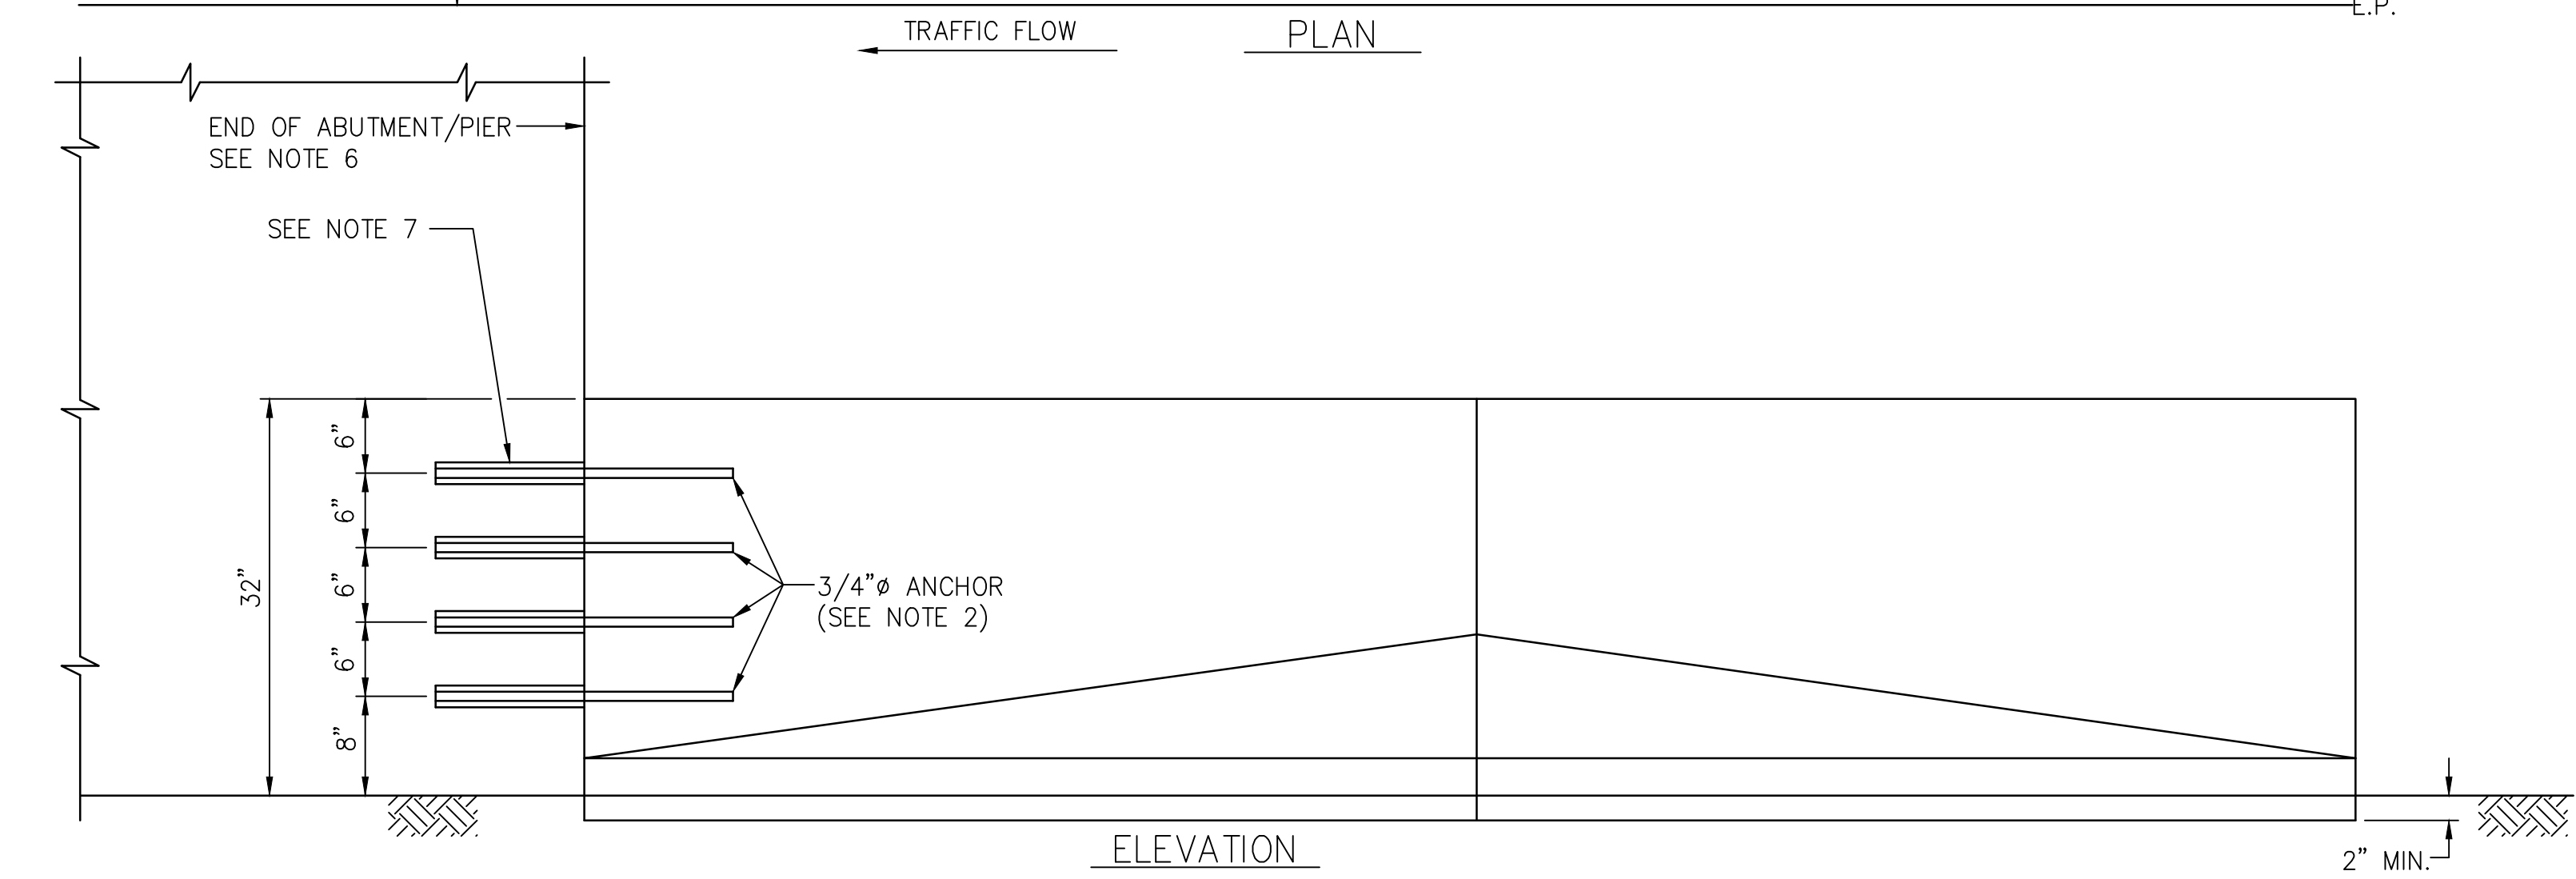 E.P.
TRAFFIC FLOW
PLAN
END OF ABUTMENT/PIER
SEE NOTE 6
SEE NOTE 7
6"
6"
6"
6"
8"
32"
3/4"ø ANCHOR
(SEE NOTE 2)
ELEVATION
2" MIN.